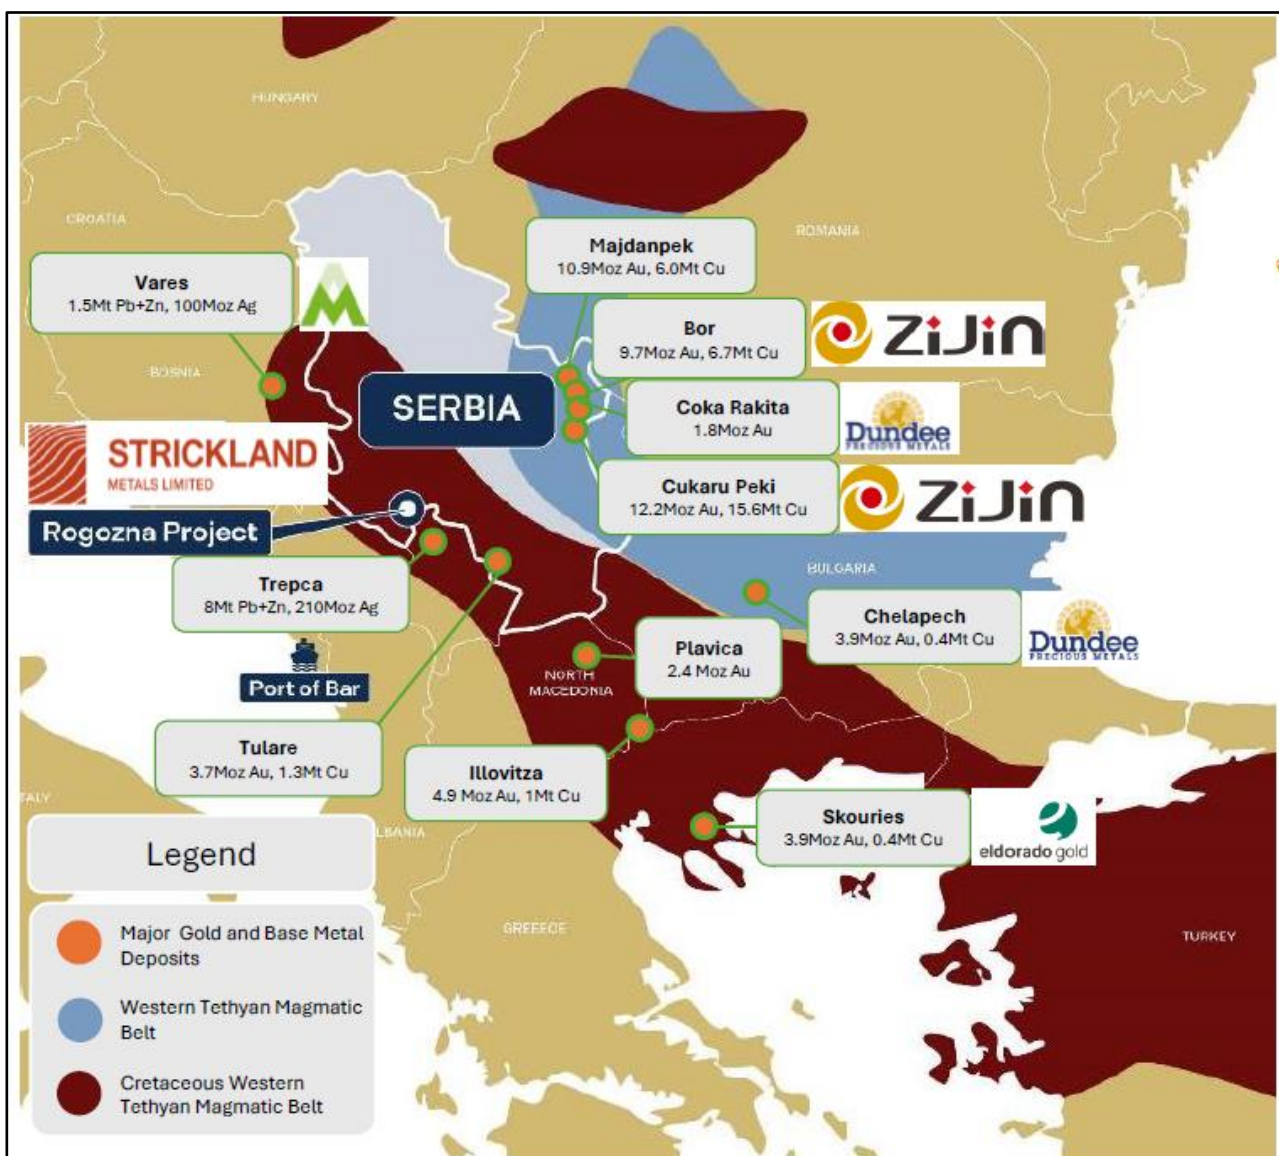 HUNGARY
CROATIA
ROMANIA
Majdanpek
10.9Moz Au, 6.0Mt Cu
Vares
1.5Mt Pb+Zn, 100Moz Ag
Bor
9.7Moz Au, 6.7Mt Cu
ZiJin
BOSNIA
SERBIA
Coka Rakita
1.8Moz Au
Dundee
PRECIOUS METALS
STRICKLAND
METALS LIMITED
Cukaru Peki
12.2Moz Au, 15.6Mt Cu
ZiJin
Rogozna Project
Trepca
8Mt Pb+Zn, 210Moz Ag
BULGARIA
Chelapech
3.9Moz Au, 0.4Mt Cu
Dundee
PRECIOUS METALS
Plavica
2.4 Moz Au
NORTH
MACEDONIA
Port of Bar
Tulare
3.7Moz Au, 1.3Mt Cu
Illovitza
4.9 Moz Au, 1Mt Cu
TALY
LBANIA
Skouries
3.9Moz Au, 0.4Mt Cu
eldorado gold
Legend
Major Gold and Base Metal
Deposits
Western Tethyan Magmatic
Belt
Cretaceous Western
Tethyan Magmatic Belt
GREEECE
TURKEY